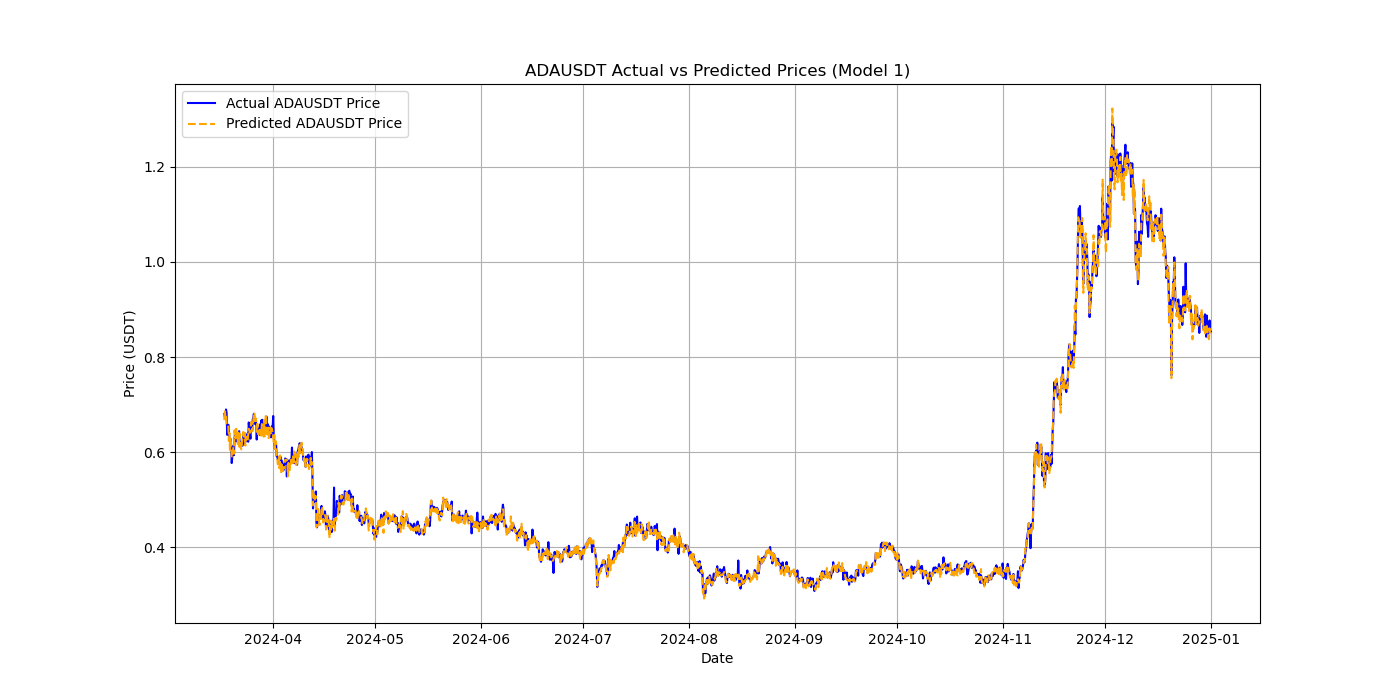 ADAUSDT Actual vs Predicted Prices (Model 1)
Actual ADAUSDT Price
Predicted ADAUSDT Price
Price (USDT)
1.2
1.0
0.8
0.6
0.4
2024-04 2024-05 2024-06 2024-07 2024-08 2024-09 2024-10 2024-11 2024-12 2025-01
Date